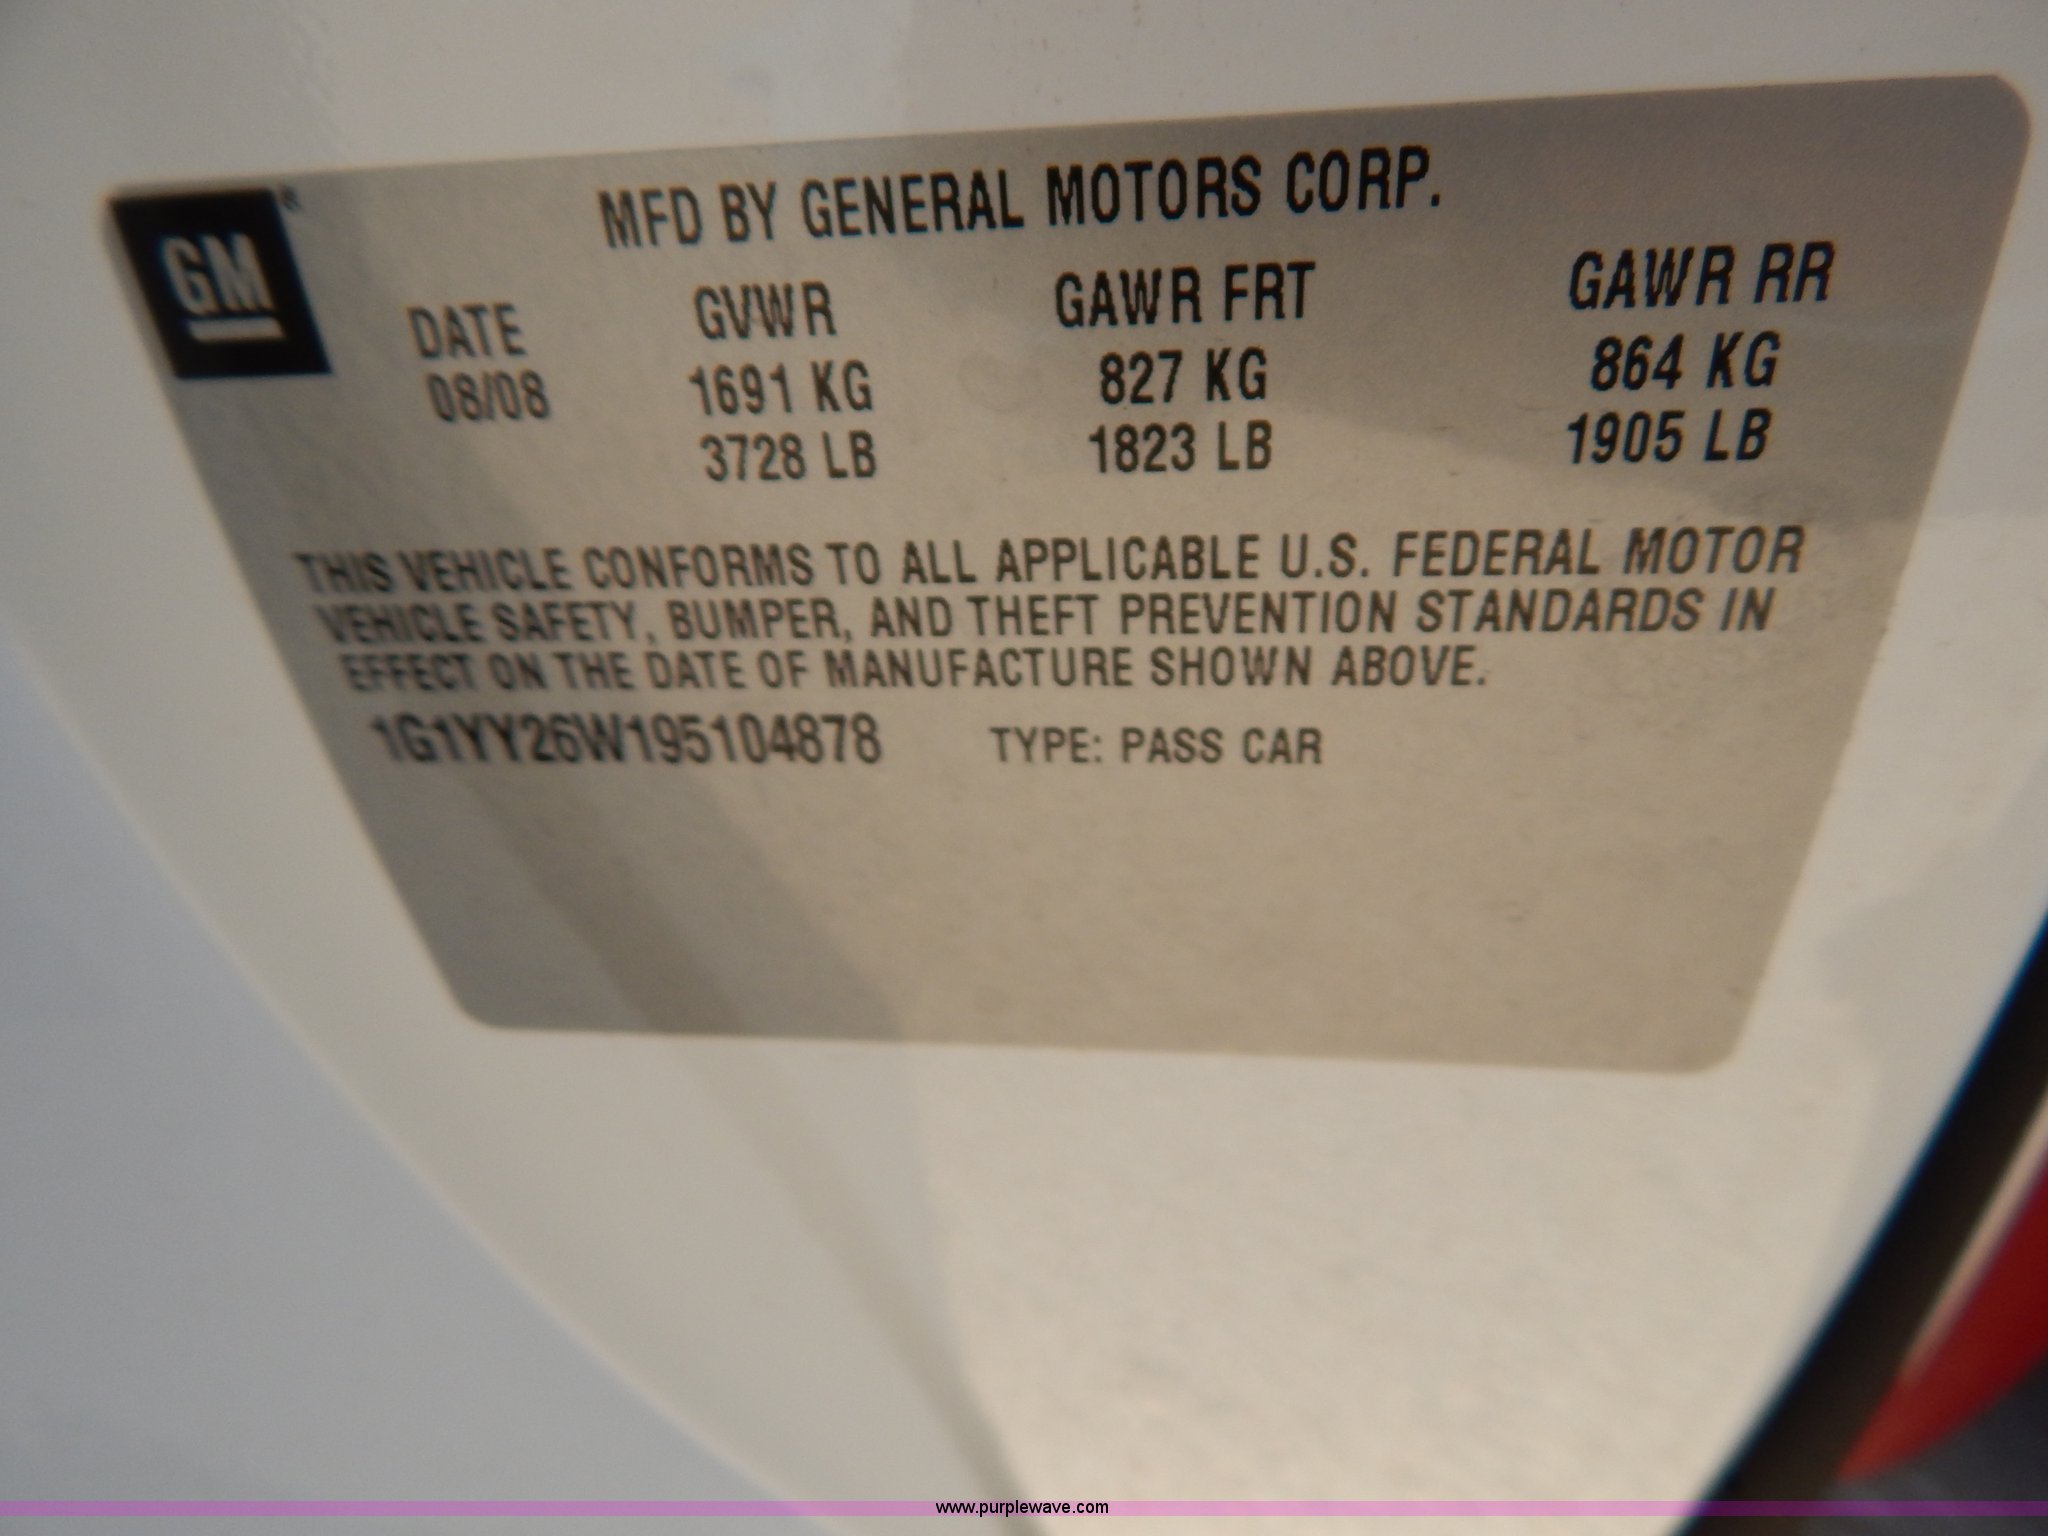 GM ®
MFD BY GENERAL MOTORS CORP.
DATE GVWR GAWR FRT GAWR RR
08/08 1691 KG 827 KG 864 KG
3728 LB 1823 LB 1905 LB
THIS VEHICLE CONFORMS TO ALL APPLICABLE U.S. FEDERAL MOTOR
VEHICLE SAFETY, BUMPER, AND THEFT PREVENTION STANDARDS IN
EFFECT ON THE DATE OF MANUFACTURE SHOWN ABOVE.
1G1YY26W195104878 TYPE: PASS CAR
www.purplewave.com